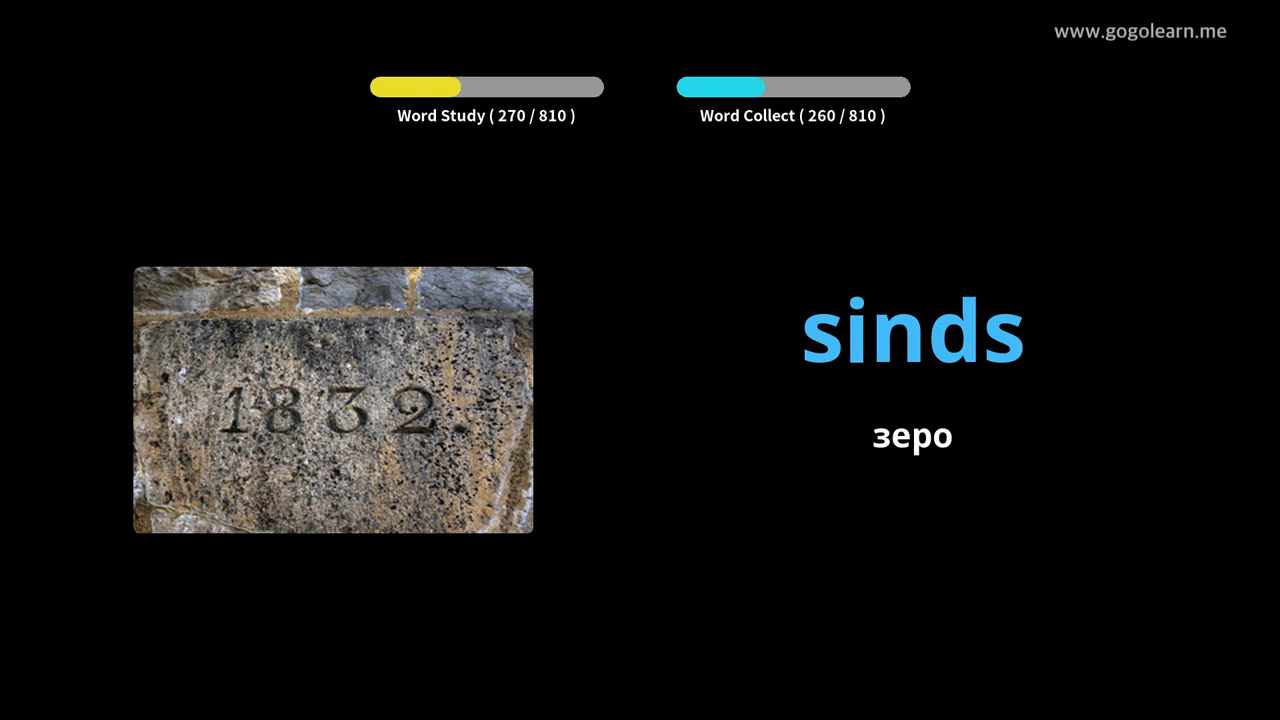 www.gogolearn.me
Word Study ( 270 / 810 )
Word Collect ( 260 / 810 )
1832.
sinds
зеро